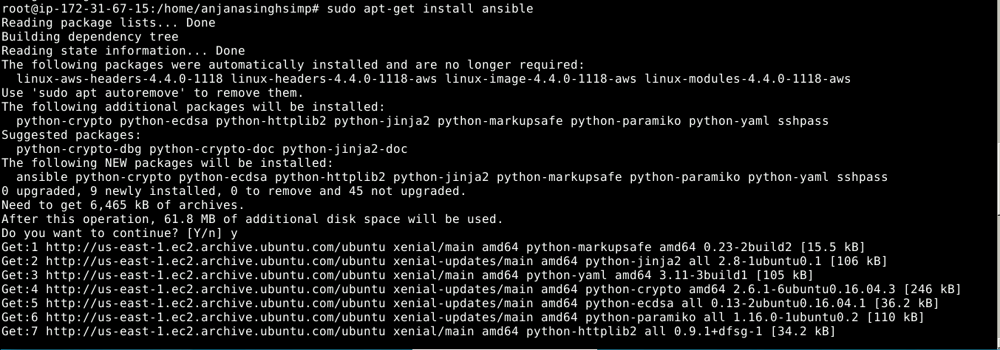 root@ip-172-31-67-15:/home/anjanasinghsimp# sudo apt-get install ansible
Reading package lists... Done
Building dependency tree
Reading state information... Done
The following packages were automatically installed and are no longer required:
  linux-aws-headers-4.4.0-1118 linux-headers-4.4.0-1118-aws linux-image-4.4.0-1118-aws linux-modules-4.4.0-1118-aws
Use 'sudo apt autoremove' to remove them.
The following additional packages will be installed:
  python-crypto python-ecdsa python-httplib2 python-jinja2 python-markupsafe python-paramiko python-yaml sshpass
Suggested packages:
  python-crypto-dbg python-crypto-doc python-jinja2-doc
The following NEW packages will be installed:
  ansible python-crypto python-ecdsa python-httplib2 python-jinja2 python-markupsafe python-paramiko python-yaml sshpass
0 upgraded, 9 newly installed, 0 to remove and 45 not upgraded.
Need to get 6,465 kB of archives.
After this operation, 61.8 MB of additional disk space will be used.
Do you want to continue? [Y/n] y
Get:1 http://us-east-1.ec2.archive.ubuntu.com/ubuntu xenial/main amd64 python-markupsafe amd64 0.23-2build2 [15.5 kB]
Get:2 http://us-east-1.ec2.archive.ubuntu.com/ubuntu xenial-updates/main amd64 python-jinja2 all 2.8-1ubuntu0.1 [106 kB]
Get:3 http://us-east-1.ec2.archive.ubuntu.com/ubuntu xenial/main amd64 python-yaml amd64 3.11-3build1 [105 kB]
Get:4 http://us-east-1.ec2.archive.ubuntu.com/ubuntu xenial-updates/main amd64 python-crypto amd64 2.6.1-6ubuntu0.16.04.3 [246 kB]
Get:5 http://us-east-1.ec2.archive.ubuntu.com/ubuntu xenial-updates/main amd64 python-ecdsa all 0.13-2ubuntu0.16.04.1 [36.2 kB]
Get:6 http://us-east-1.ec2.archive.ubuntu.com/ubuntu xenial-updates/main amd64 python-paramiko all 1.16.0-1ubuntu0.2 [110 kB]
Get:7 http://us-east-1.ec2.archive.ubuntu.com/ubuntu xenial/main amd64 python-httplib2 all 0.9.1+dfsg-1 [34.2 kB]